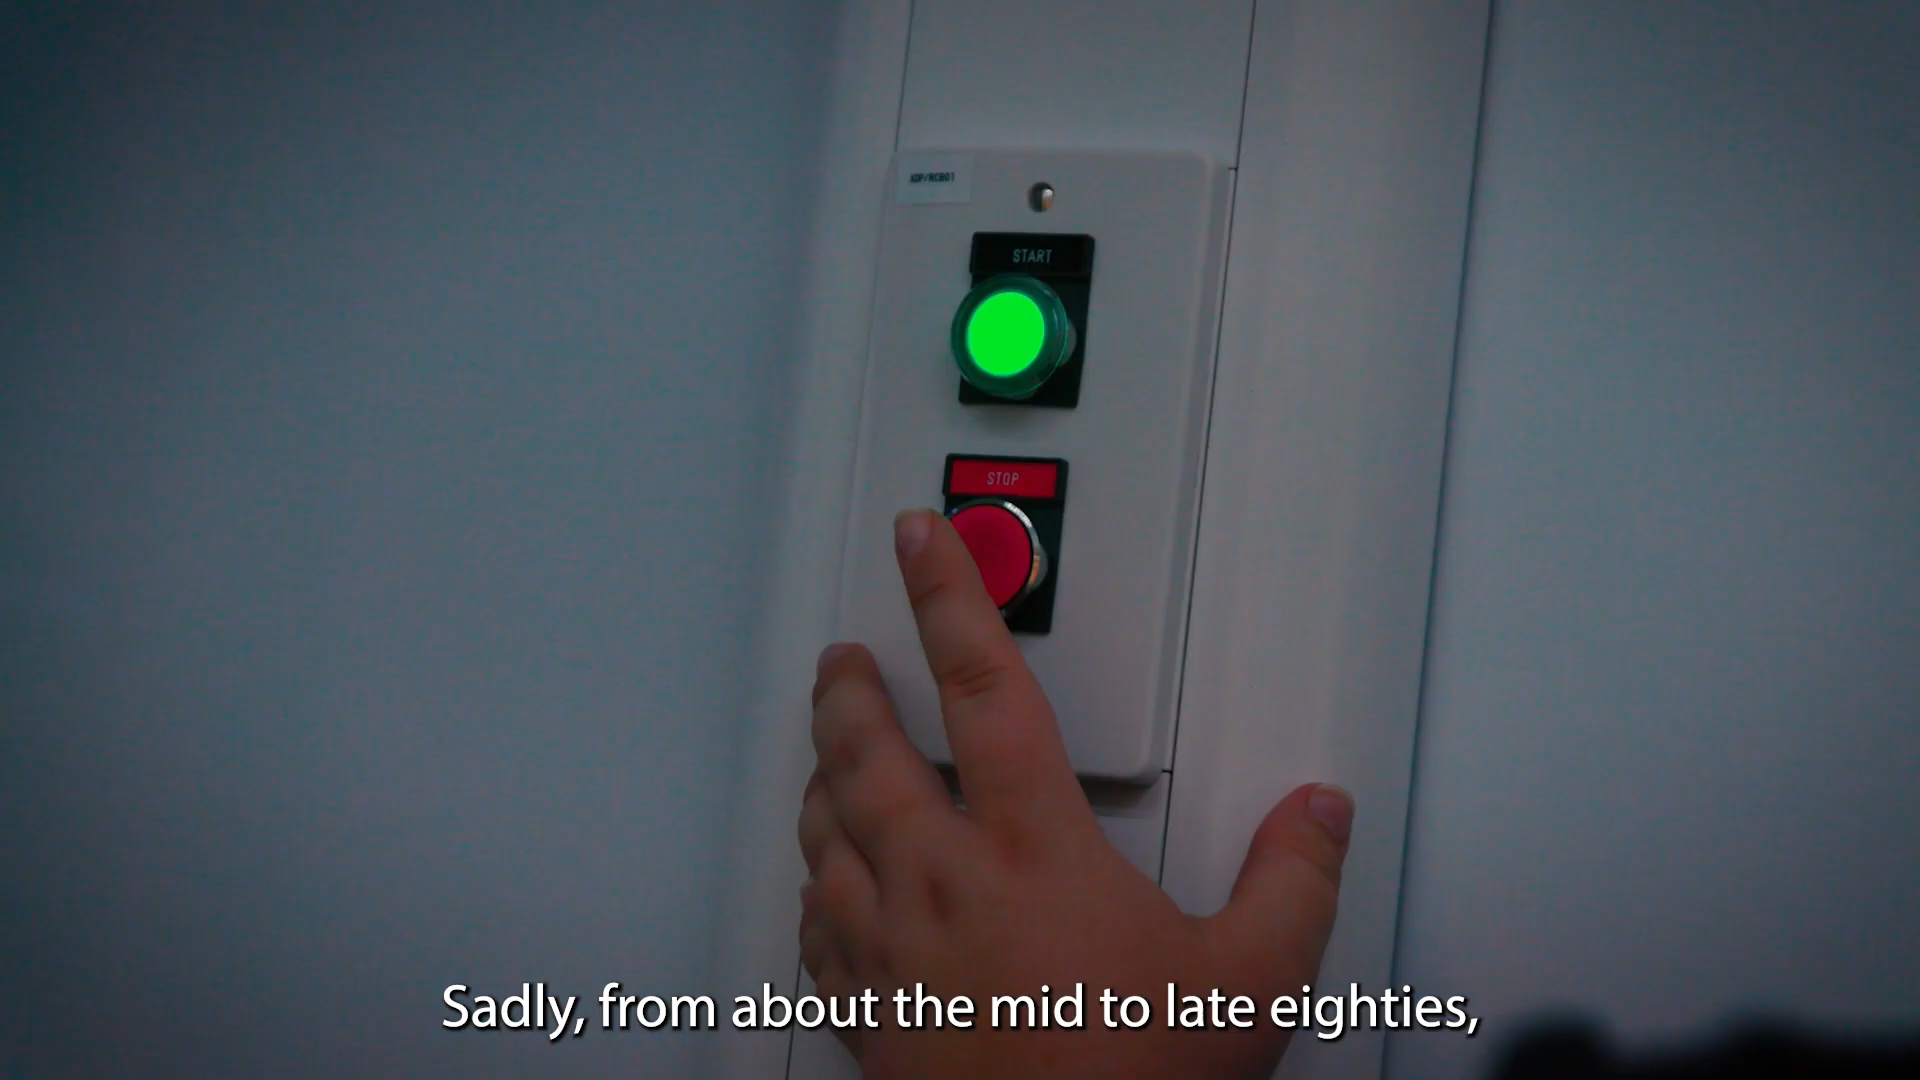 START
STOP
Sadly, from about the mid to late eighties,